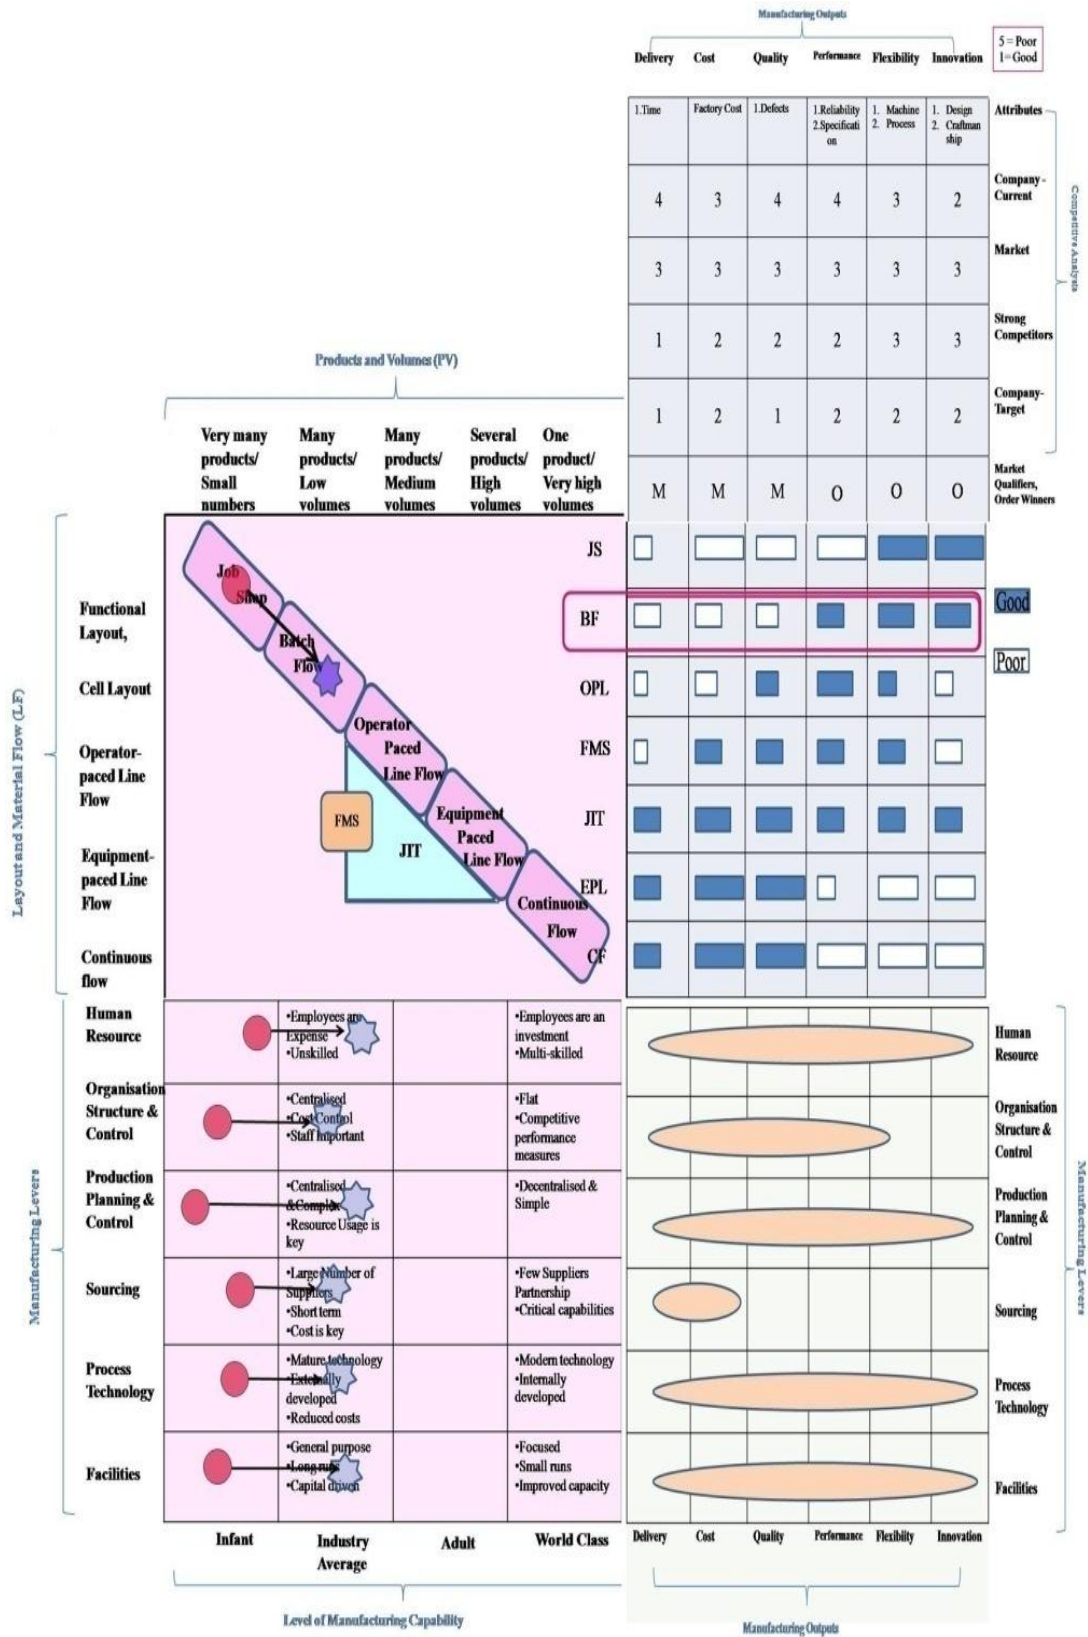 Manufacturing Outputs
5 = Poor
1= Good
Delivery Cost Quality Performance Flexibility Innovation
1.Time
Factory Cost
1.Defects
1.Reliability
2.Specificati
on
1. Machine
2. Process
1. Design
2. Craftman
ship
Attributes
4 3 4 4 3 2
Company -
Current
3 3 3 3 3 3
Market
1 2 2 2 3 3
Strong
Competitors
1 2 1 2 2 2
Company-
Target
M M M O O O
Market
Qualifiers,
Order Winners
Competitive Analysis
Products and Volumes (PV)
Very many
products/
Small
numbers
Many
products/
Low
volumes
Many
products/
Medium
volumes
Several
products/
High
volumes
One
product/
Very high
volumes
Layout and Material Flow (LF)
Functional
Layout,
Cell Layout
Operator-
paced Line
Flow
Equipment-
paced Line
Flow
Continuous
flow
Job
Shop
Batch
Flow
Operator
Paced
Line Flow
Equipment
Paced
Line Flow
Continuous
Flow
FMS
JIT
JS
BF
OPL
FMS
JIT
EPL
CF
Good
Poor
Manufacturing Levers
Human
Resource
•Employees are
Expense
•Unskilled
•Employees are an
investment
•Multi-skilled
Human
Resource
Organisation
Structure &
Control
•Centralised
•Cost Control
•Staff Important
•Flat
•Competitive
performance
measures
Organisation
Structure &
Control
Production
Planning &
Control
•Centralised
&Complex
•Resource Usage is
key
•Decentralised &
Simple
Production
Planning &
Control
Sourcing
•Large Number of
Suppliers
•Short term
•Cost is key
•Few Suppliers
Partnership
•Critical capabilities
Sourcing
Process
Technology
•Mature technology
•Externally
developed
•Reduced costs
•Modern technology
•Internally
developed
Process
Technology
Facilities
•General purpose
•Long runs
•Capital driven
•Focused
•Small runs
•Improved capacity
Facilities
Manufacturing Levers
Infant
Industry
Average
Adult
World Class
Level of Manufacturing Capability
Delivery Cost Quality Performance Flexibiliy Innovation
Manufacturing Outputs